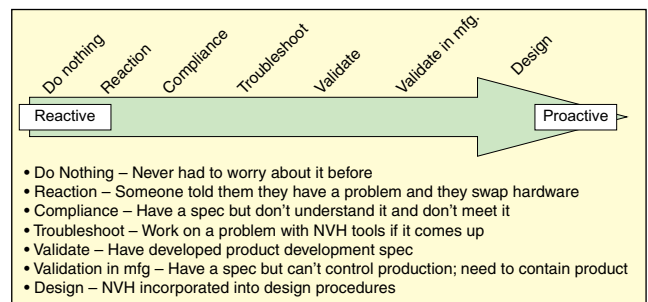 Do nothing
Reaction
Compliance
Troubleshoot
Validate
Validate in mfg.
Design
Reactive
Proactive
• Do Nothing – Never had to worry about it before
• Reaction – Someone told them they have a problem and they swap hardware
• Compliance – Have a spec but don't understand it and don't meet it
• Troubleshoot – Work on a problem with NVH tools if it comes up
• Validate – Have developed product development spec
• Validation in mfg – Have a spec but can't control production; need to contain product
• Design – NVH incorporated into design procedures